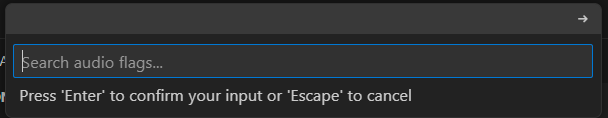 Search audio flags...
Press 'Enter' to confirm your input or 'Escape' to cancel